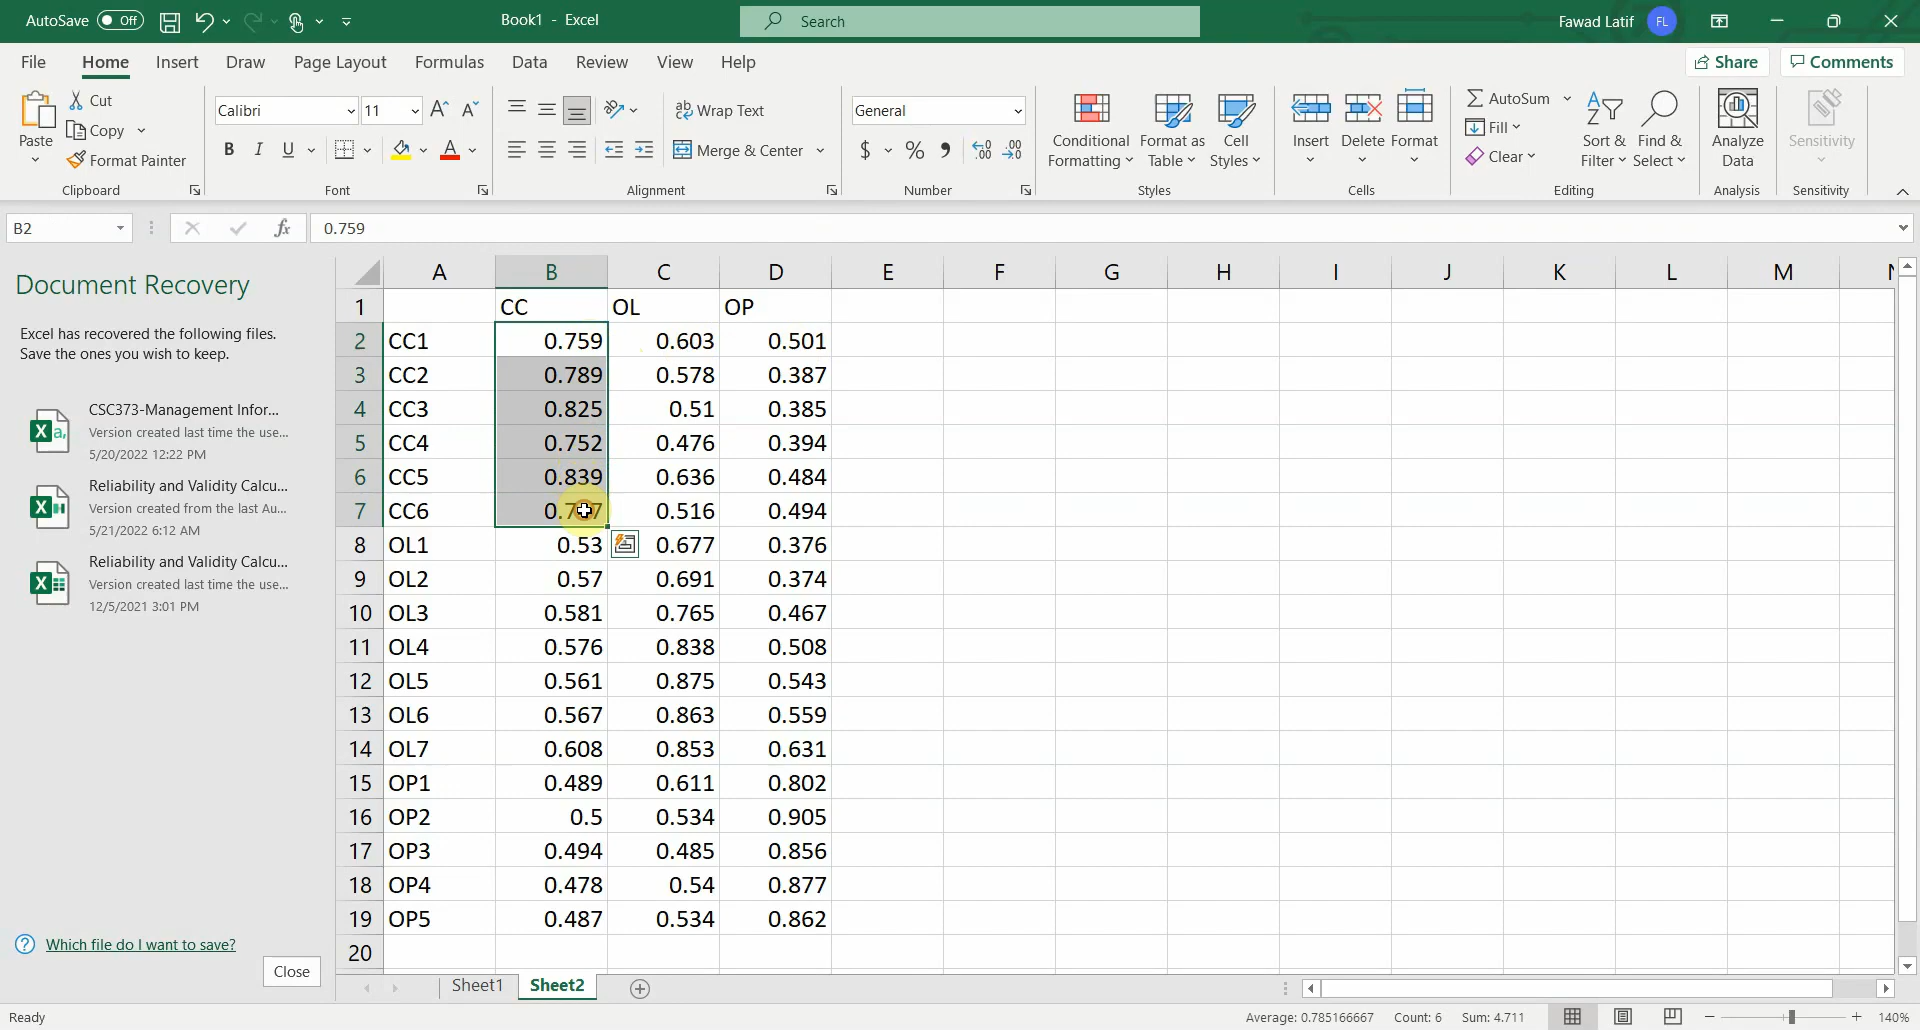 AutoSave Off Book1 - Excel Search Fawad Latif FL
File Home Insert Draw Page Layout Formulas Data Review View Help Share Comments
Paste Cut Copy Format Painter Clipboard
Calibri 11 B I U A Font
ab Wrap Text Merge & Center Alignment
General $ % Number
Conditional Formatting Format as Table Cell Styles Styles
Insert Delete Format Cells
AutoSum Fill Clear Sort & Filter Find & Select Editing
Analyze Data Analysis
Sensitivity Sensitivity
B2 fx 0.759
Document Recovery
Excel has recovered the following files.
Save the ones you wish to keep.
CSC373-Management Infor...
Version created last time the use...
5/20/2022 12:22 PM
Reliability and Validity Calcu...
Version created from the last Au...
5/21/2022 6:12 AM
Reliability and Validity Calcu...
Version created last time the use...
12/5/2021 3:01 PM
Which file do I want to save?
Close
A B C D E F G H I J K L M
1 CC OL OP
2 CC1 0.759 0.603 0.501
3 CC2 0.789 0.578 0.387
4 CC3 0.825 0.51 0.385
5 CC4 0.752 0.476 0.394
6 CC5 0.839 0.636 0.484
7 CC6 0.516 0.494
8 OL1 0.53 0.677 0.376
9 OL2 0.57 0.691 0.374
10 OL3 0.581 0.765 0.467
11 OL4 0.576 0.838 0.508
12 OL5 0.561 0.875 0.543
13 OL6 0.567 0.863 0.559
14 OL7 0.608 0.853 0.631
15 OP1 0.489 0.611 0.802
16 OP2 0.5 0.534 0.905
17 OP3 0.494 0.485 0.856
18 OP4 0.478 0.54 0.877
19 OP5 0.487 0.534 0.862
20
Sheet1 Sheet2
Ready Average: 0.785166667 Count: 6 Sum: 4.711 140%